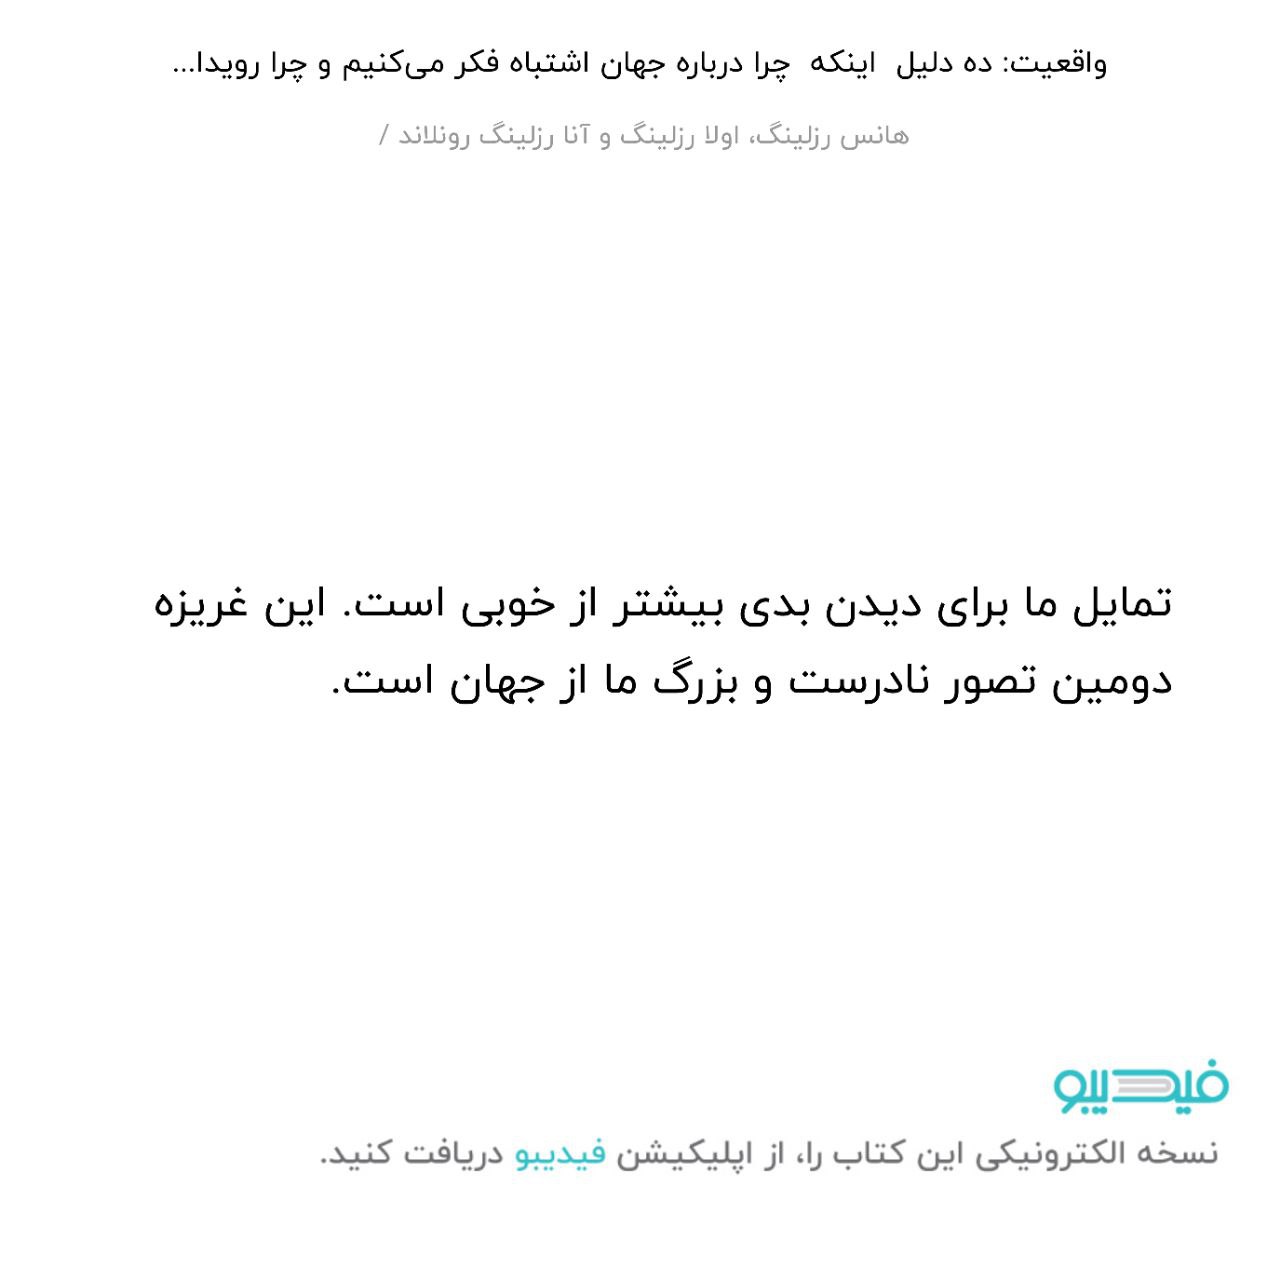 واقعیت: ده دلیل اینکه چرا درباره جهان اشتباه فکر می‌کنیم و چرا رویدا...
هانس رزلینگ، اولا رزلینگ و آنا رزلینگ رونلاند /
تمایل ما برای دیدن بدی بیشتر از خوبی است. این غریزه
دومین تصور نادرست و بزرگ ما از جهان است.
فیدیبو
نسخه الکترونیکی این کتاب را، از اپلیکیشن فیدیبو دریافت کنید.